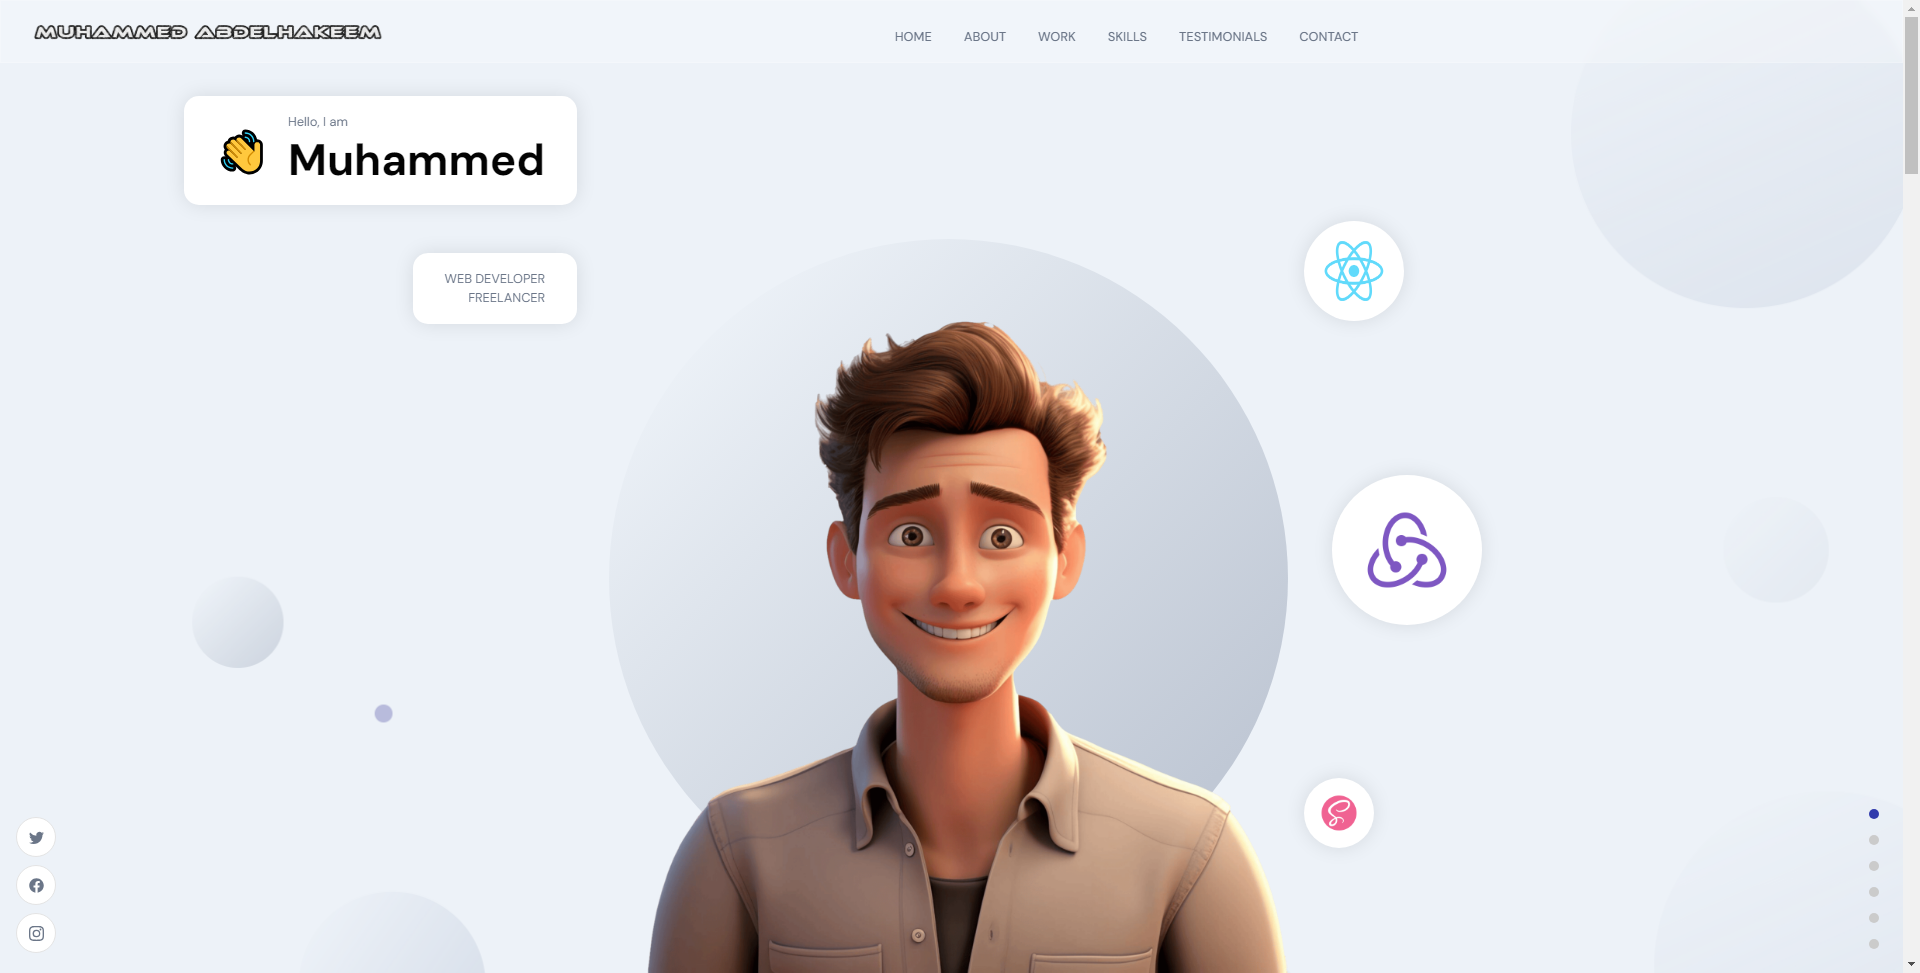 MUHAMMED ABDELHAKEEM
HOME ABOUT WORK SKILLS TESTIMONIALS CONTACT
Hello, I am
Muhammed
WEB DEVELOPER
FREELANCER